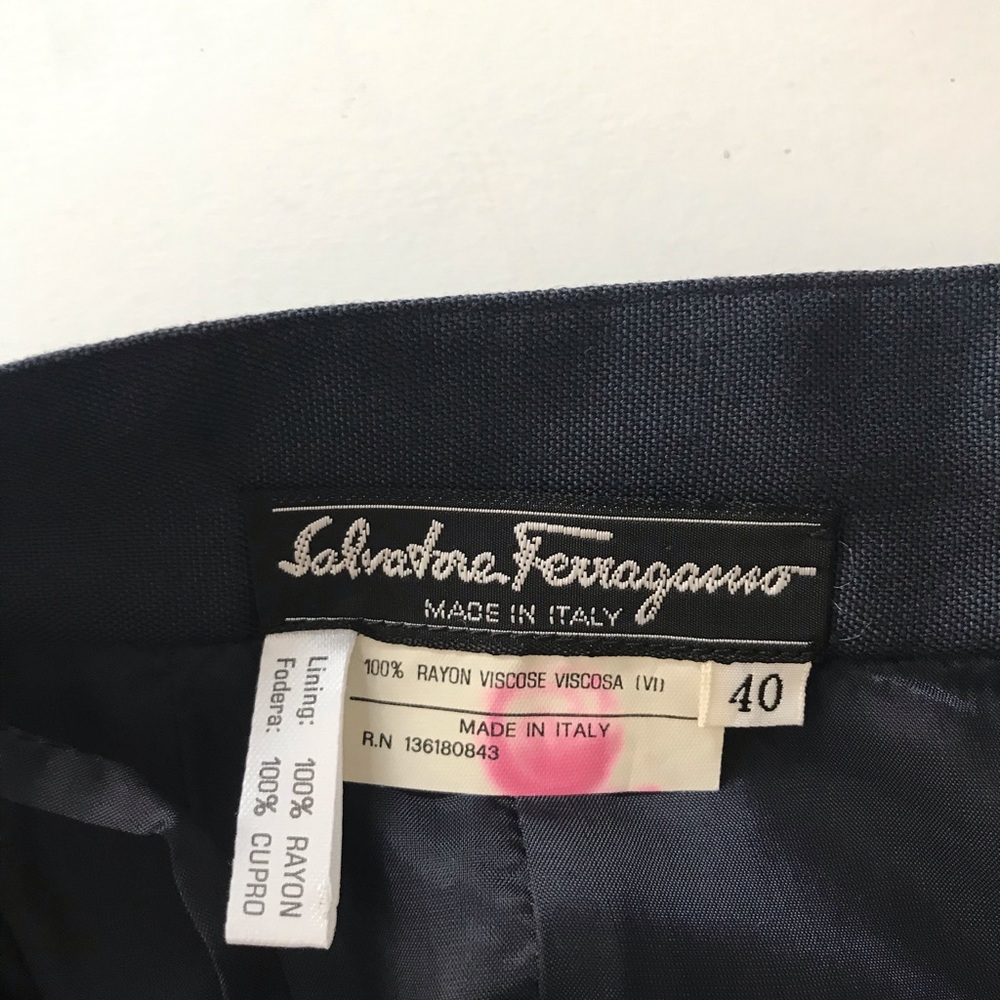 Salvatore Ferragamo
MADE IN ITALY
100% RAYON VISCOSE VISCOSA (VI)
MADE IN ITALY
R.N 136180843
40
Lining: 100% RAYON
Fodera: 100% CUPRO